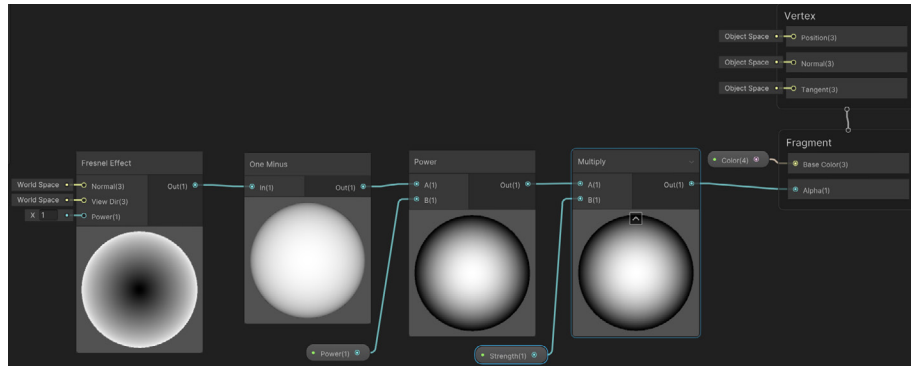 Vertex
Object Space
Position(3)
Object Space
Normal(3)
Object Space
Tangent(3)
Fragment
Color(4)
Base Color(3)
Alpha(1)
Fresnel Effect
World Space
Normal(3)
Out(1)
World Space
View Dir(3)
X 1
Power(1)
One Minus
In(1)
Out(1)
Power
A(1)
Out(1)
B(1)
Power(1)
Multiply
A(1)
Out(1)
B(1)
Strength(1)